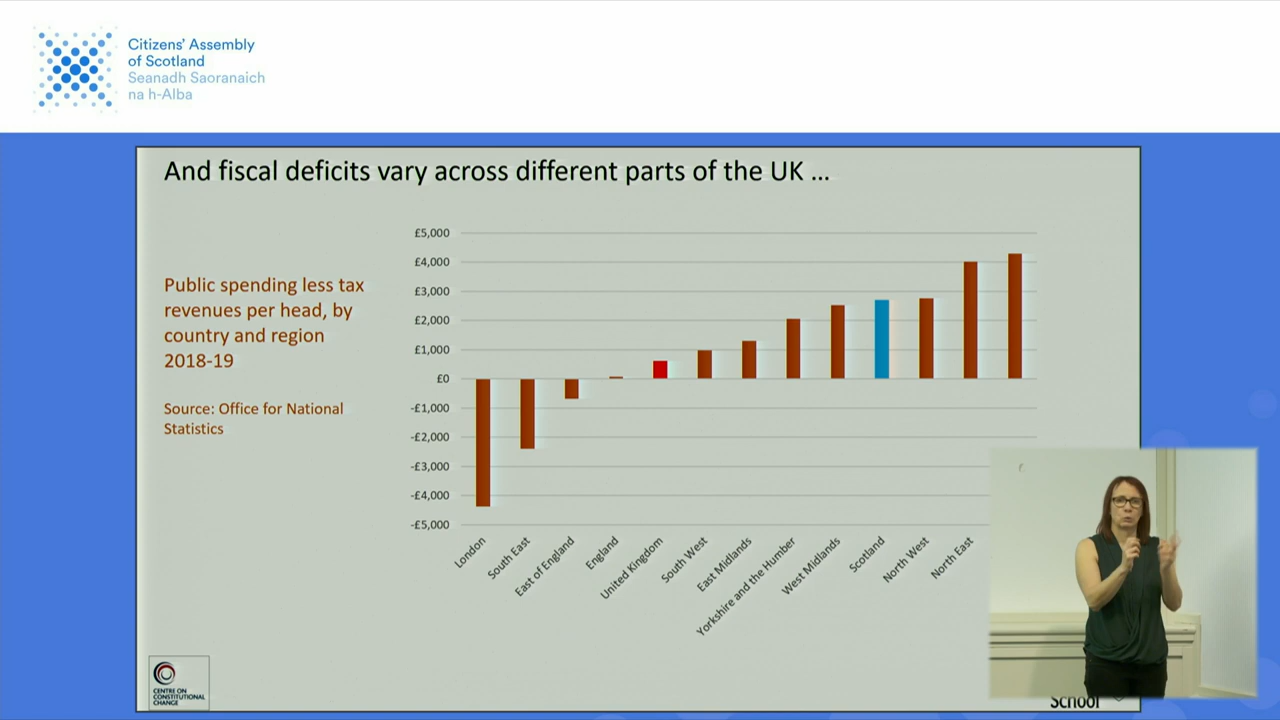 Citizens' Assembly
of Scotland
Seanadh Saoranaich
na h-Alba
And fiscal deficits vary across different parts of the UK ...
Public spending less tax
revenues per head, by
country and region
2018-19
Source: Office for National
Statistics
£5,000
£4,000
£3,000
£2,000
£1,000
£0
-£1,000
-£2,000
-£3,000
-£4,000
-£5,000
London
South East
East of England
England
United Kingdom
South West
East Midlands
Yorkshire and the Humber
West Midlands
Scotland
North West
North East
CENTRE ON
CONSTITUTIONAL
CHANGE
School